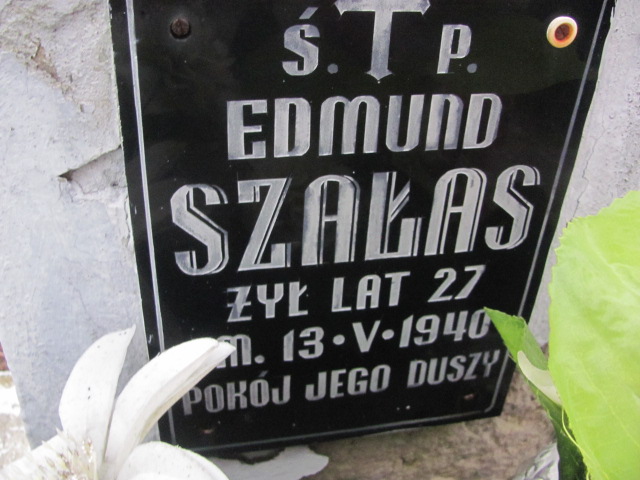 Ś. P.
EDMUND
SZAŁAS
ŻYŁ LAT 27
m. 13•V•1940
POKÓJ JEGO DUSZY